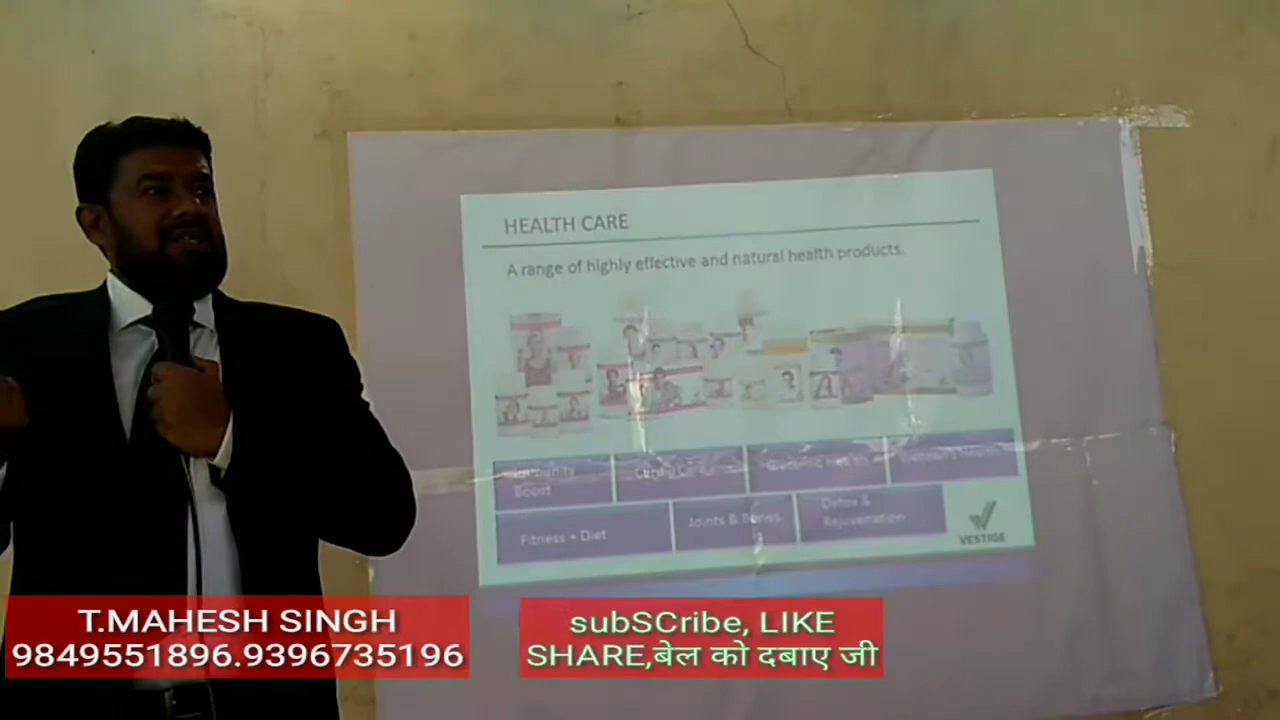 HEALTH CARE
A range of highly effective and natural health products.
Immunity
Boost
Fitness + Diet
Joints & Bones
Detox &
Rejuvenation
VESTIGE
T.MAHESH SINGH
9849551896.9396735196
subSCribe, LIKE
SHARE,बेल को दबाए जी